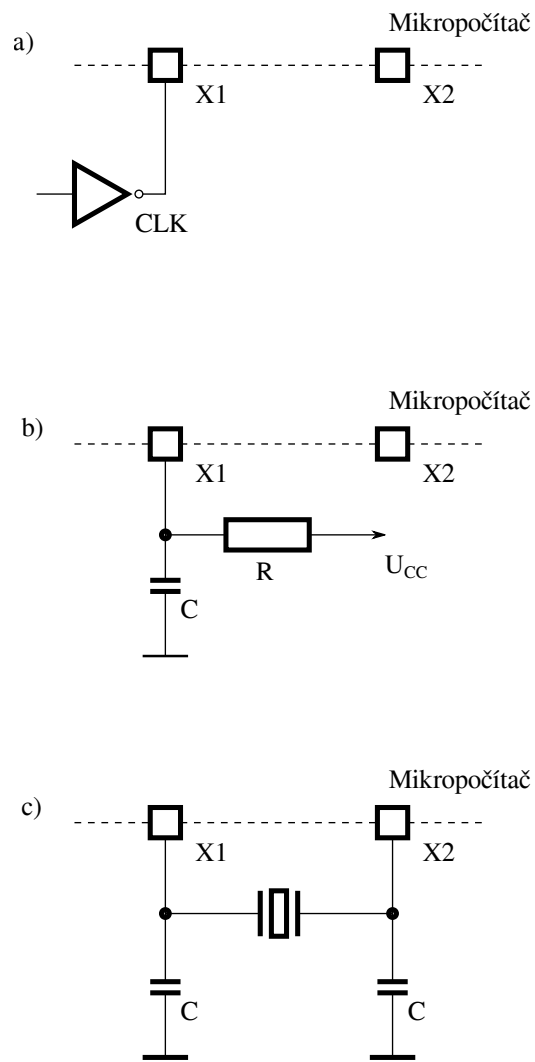 Mikropočítač
a)
X1
X2
CLK
Mikropočítač
b)
X1
X2
R
U_CC
C
Mikropočítač
c)
X1
X2
C
C